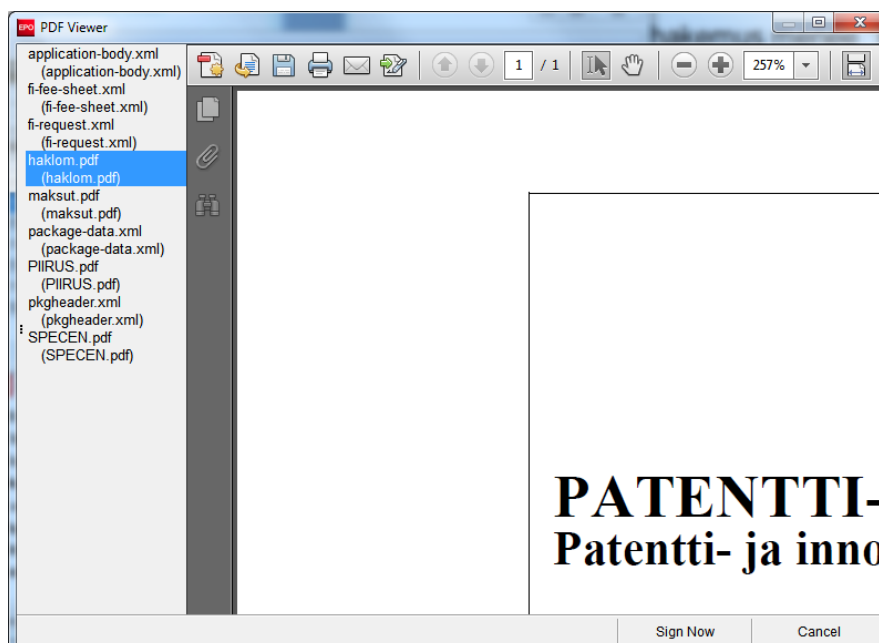 EPO PDF Viewer
hakemus
application-body.xml
(application-body.xml)
fi-fee-sheet.xml
(fi-fee-sheet.xml)
fi-request.xml
(fi-request.xml)
haklom.pdf
(haklom.pdf)
maksut.pdf
(maksut.pdf)
package-data.xml
(package-data.xml)
PIIRUS.pdf
(PIIRUS.pdf)
pkgheader.xml
(pkgheader.xml)
SPECEN.pdf
(SPECEN.pdf)
1 / 1
257%
PATENTTI-
Patentti- ja inno
Sign Now Cancel